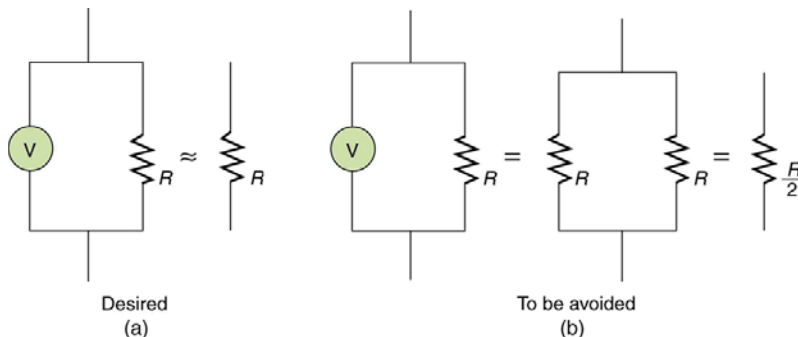 V R ≈ R V R = R R = R/2
Desired To be avoided
(a) (b)